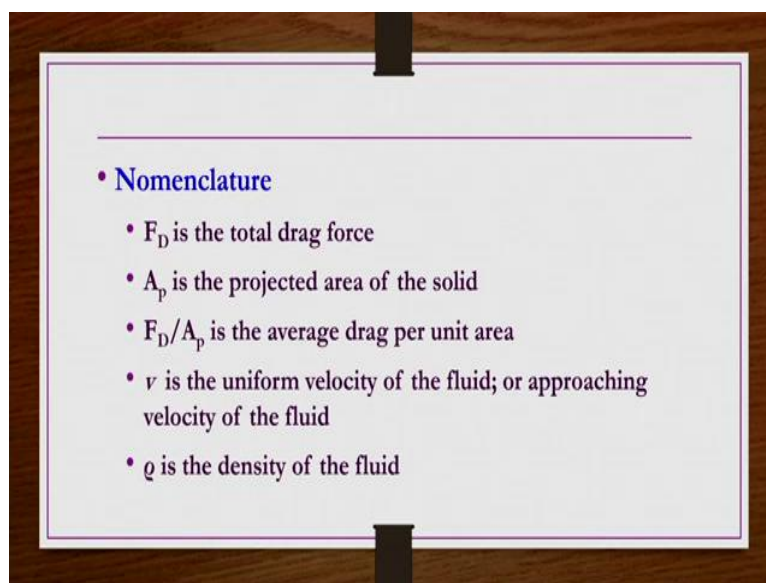 • Nomenclature
• F_D is the total drag force
• A_p is the projected area of the solid
• F_D/A_p is the average drag per unit area
• v is the uniform velocity of the fluid; or approaching
velocity of the fluid
• ϱ is the density of the fluid